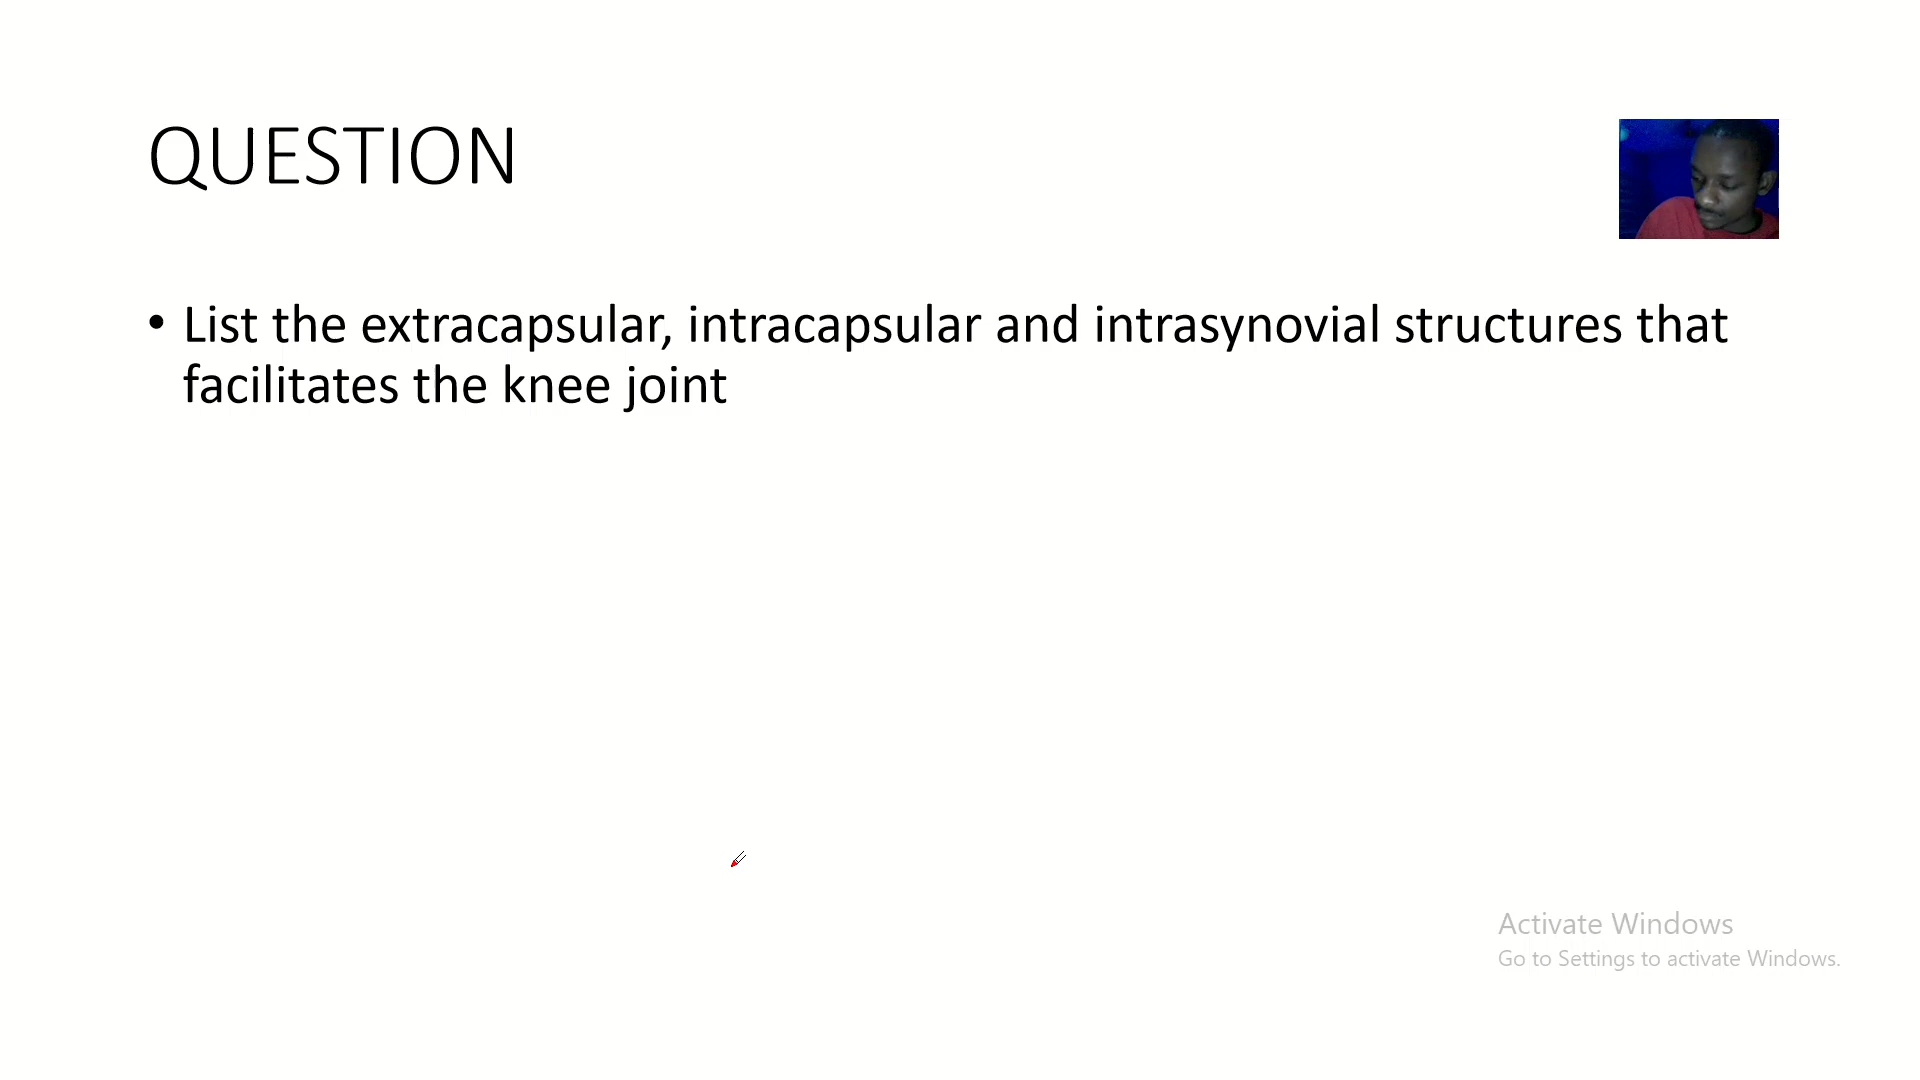 QUESTION
• List the extracapsular, intracapsular and intrasynovial structures that
facilitates the knee joint
Activate Windows
Go to Settings to activate Windows.